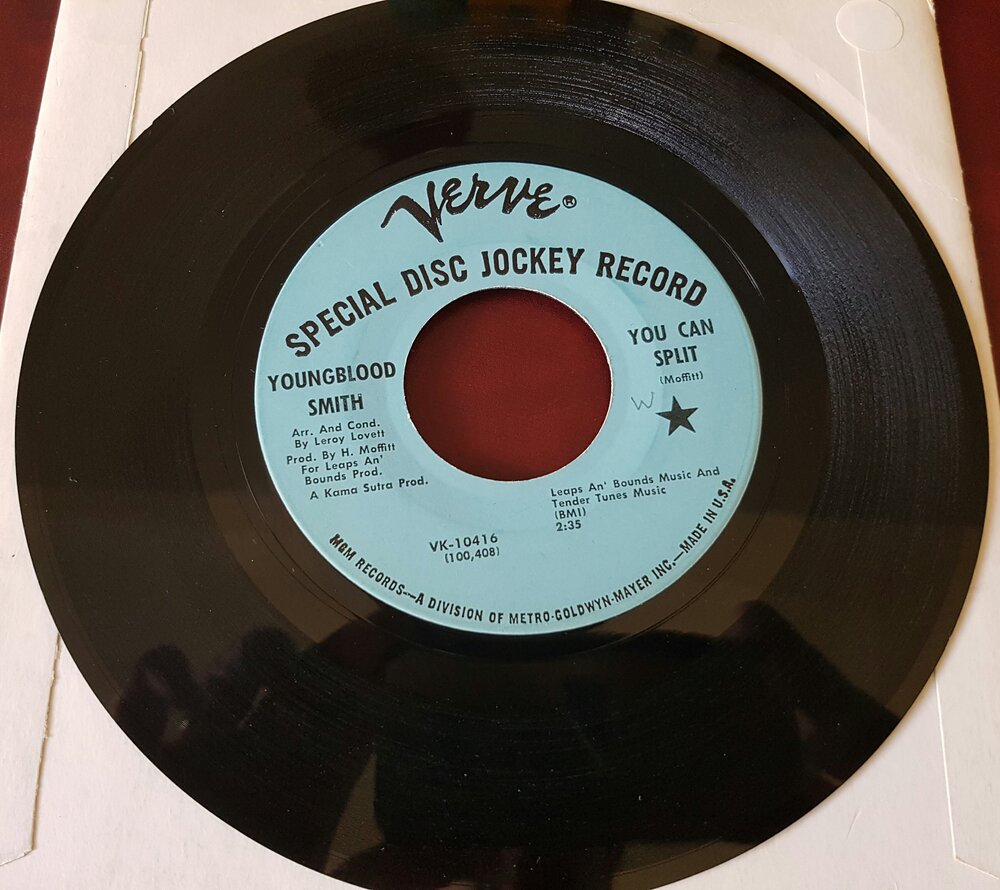 VERVE®
SPECIAL DISC JOCKEY RECORD
YOUNGBLOOD
SMITH
Arr. And Cond.
By Leroy Lovett
Prod. By H. Moffitt
For Leaps An'
Bounds Prod.
A Kama Sutra Prod.
YOU CAN
SPLIT
(Moffitt)
W
Leaps An' Bounds Music And
Tender Tunes Music
(BMI)
2:35
VK-10416
(100,408)
MGM RECORDS—A DIVISION OF METRO-GOLDWYN-MAYER INC.—MADE IN U.S.A.